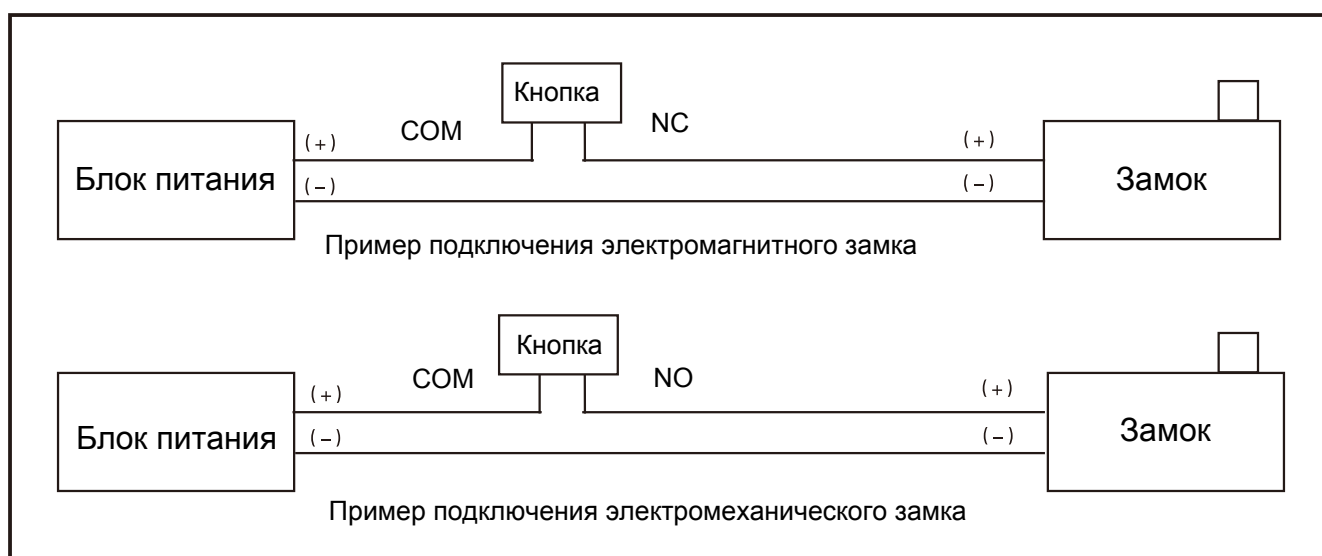 Кнопка
COM
NC
(+)
(+)
Блок питания
Замок
(-)
(-)
Пример подключения электромагнитного замка
Кнопка
COM
NO
(+)
(+)
Блок питания
Замок
(-)
(-)
Пример подключения электромеханического замка